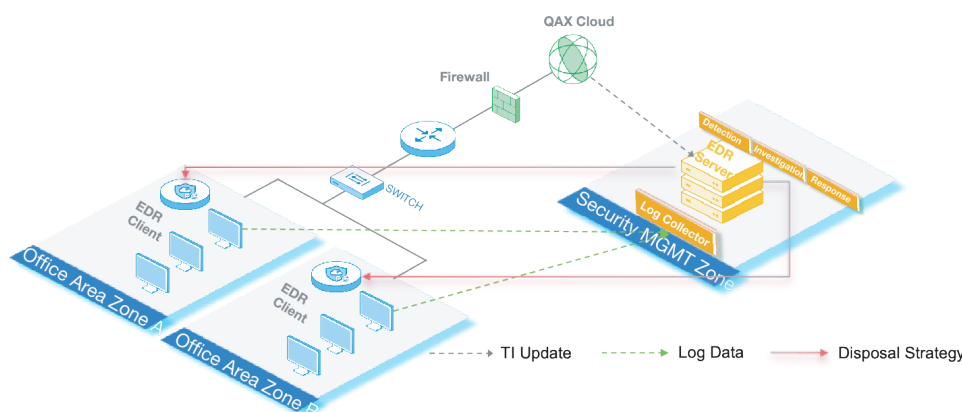 QAX Cloud
Firewall
SWITCH
Detection
Investigation
Response
EDR
Server
Log Collector
Security MGMT Zone
EDR
Client
Office Area Zone A
EDR
Client
Office Area Zone B
TI Update
Log Data
Disposal Strategy